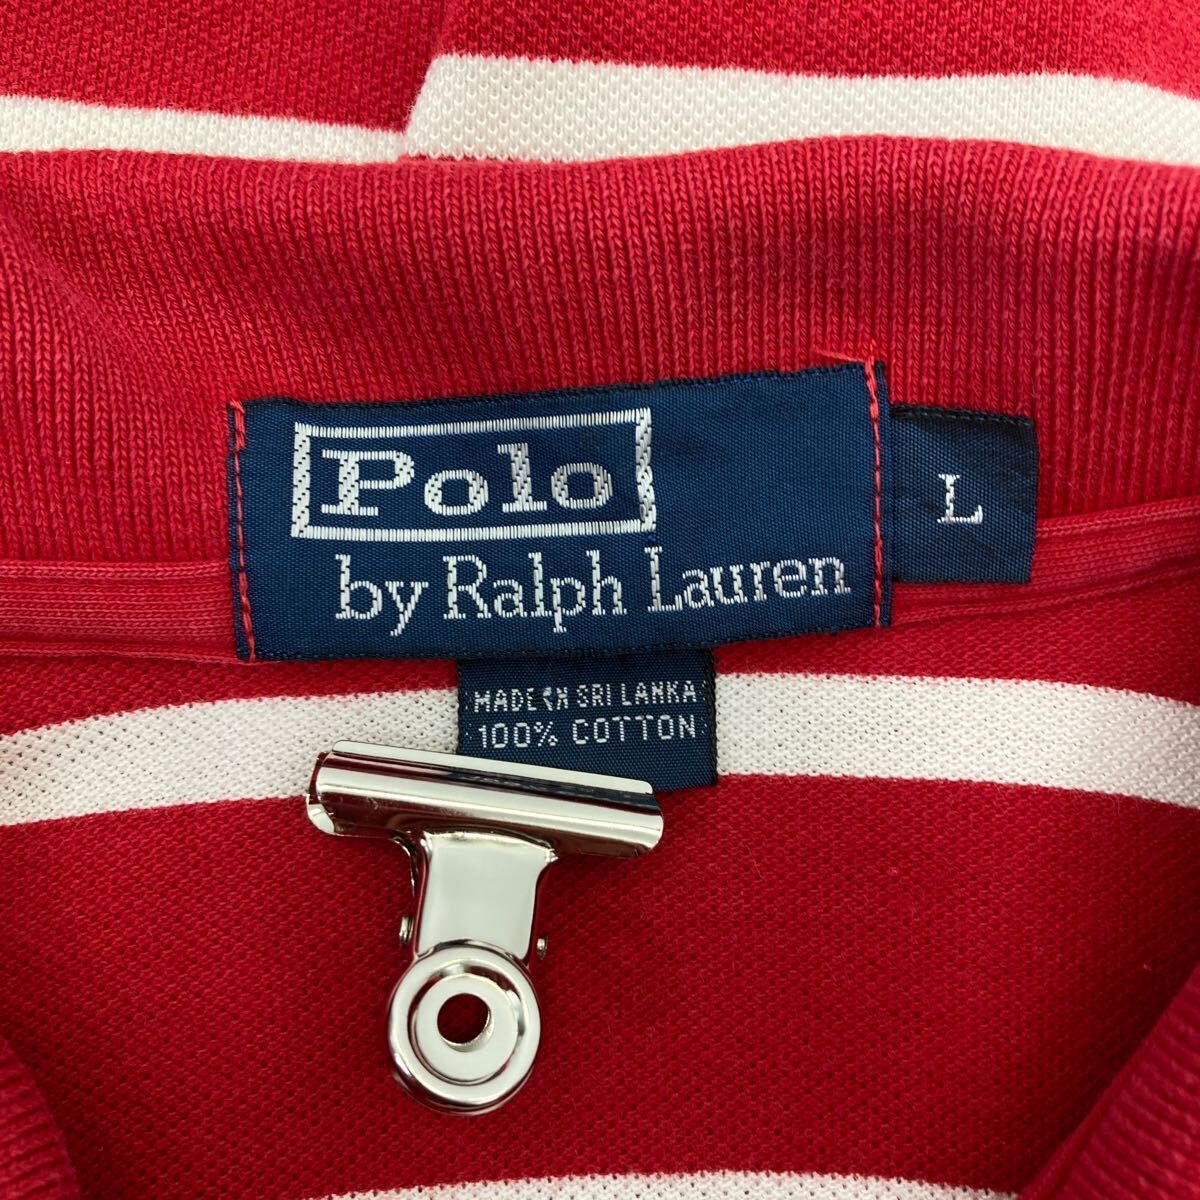 Polo
by Ralph Lauren
L
MADE IN SRI LANKA
100% COTTON